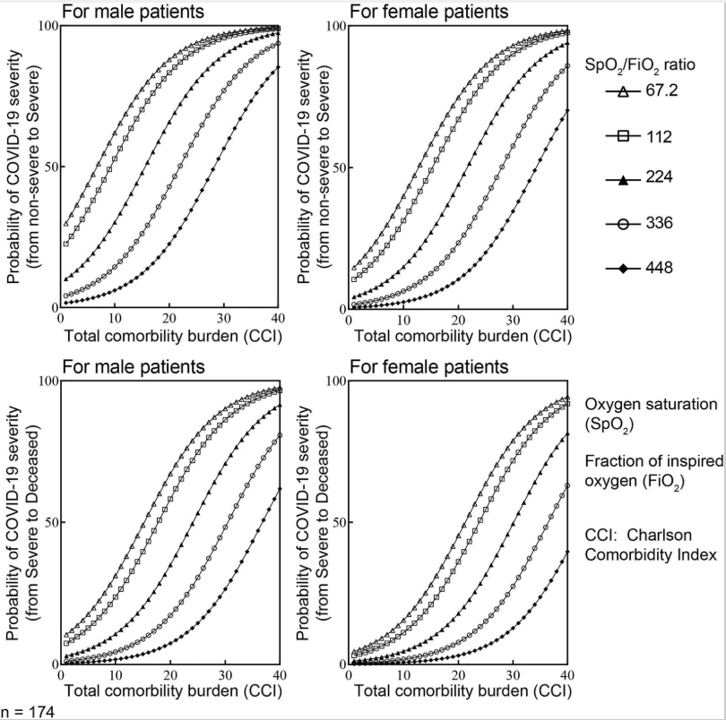 For male patients
Probability of COVID-19 severity
(from non-severe to Severe)
100
50
0
0 10 20 30 40
Total comorbility burden (CCI)
For female patients
Probability of COVID-19 severity
(from non-severe to Severe)
100
50
0
0 10 20 30 40
Total comorbility burden (CCI)
SpO2/FiO2 ratio
67.2
112
224
336
448
For male patients
Probability of COVID-19 severity
(from Severe to Deceased)
100
50
0
0 10 20 30 40
Total comorbility burden (CCI)
For female patients
Probability of COVID-19 severity
(from Severe to Deceased)
100
50
0
0 10 20 30 40
Total comorbility burden (CCI)
Oxygen saturation
(SpO2)
Fraction of inspired
oxygen (FiO2)
CCI: Charlson
Comorbidity Index
n = 174